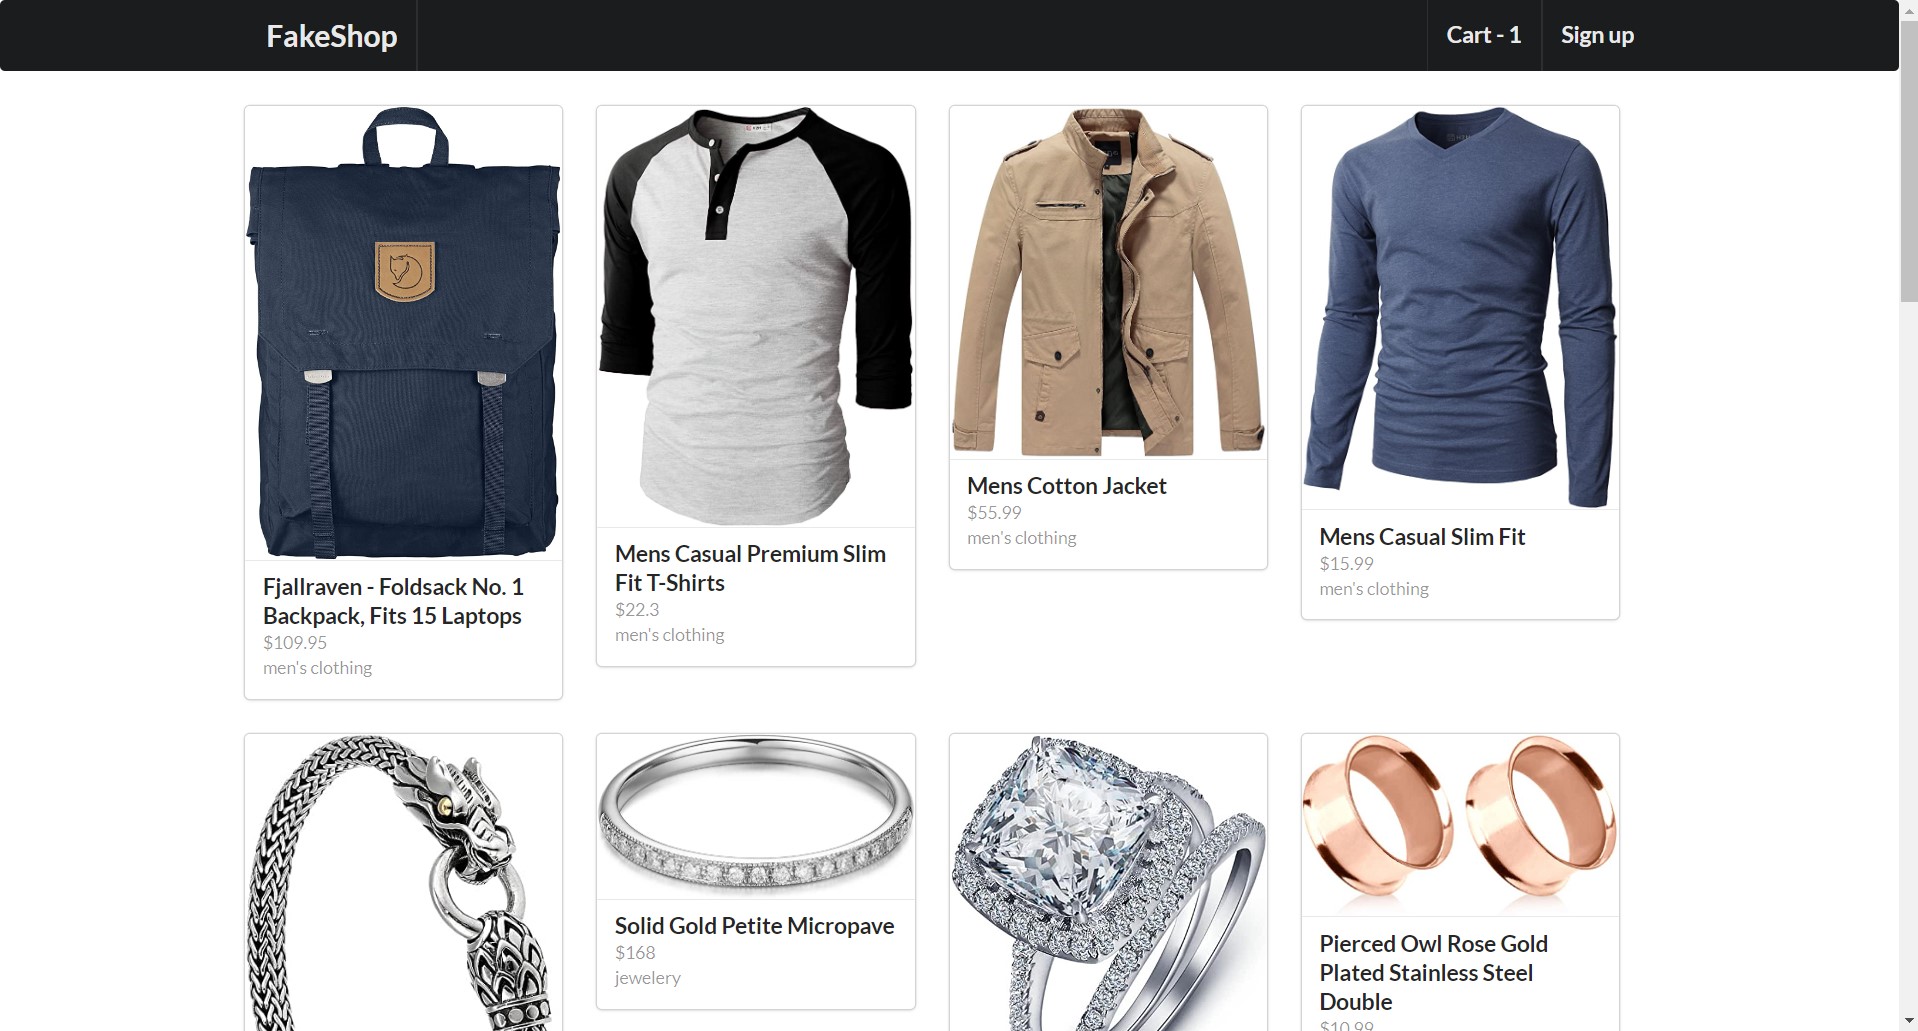 FakeShop
Cart - 1
Sign up
Fjallraven - Foldsack No. 1
Backpack, Fits 15 Laptops
$109.95
men's clothing
Mens Casual Premium Slim
Fit T-Shirts
$22.3
men's clothing
Mens Cotton Jacket
$55.99
men's clothing
Mens Casual Slim Fit
$15.99
men's clothing
Solid Gold Petite Micropave
$168
jewelery
Pierced Owl Rose Gold
Plated Stainless Steel
Double
$10.99